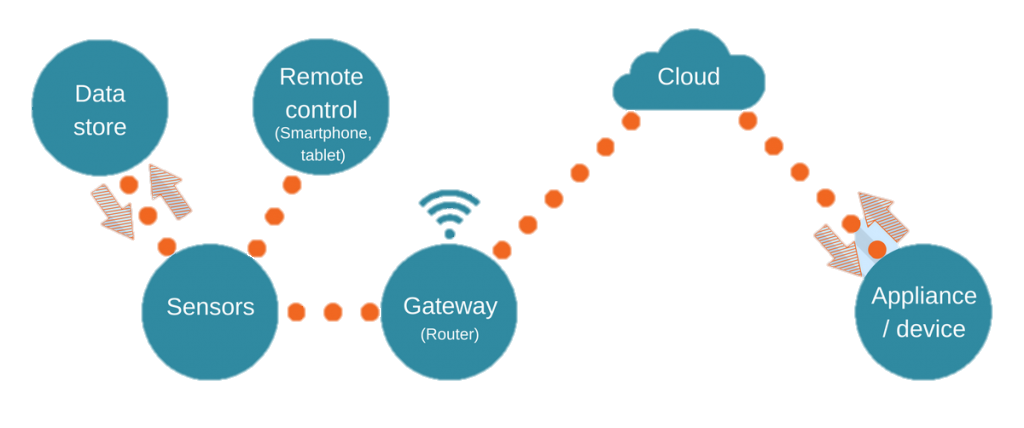 Data
store
Remote
control
(Smartphone,
tablet)
Cloud
Sensors
Gateway
(Router)
Appliance
/ device